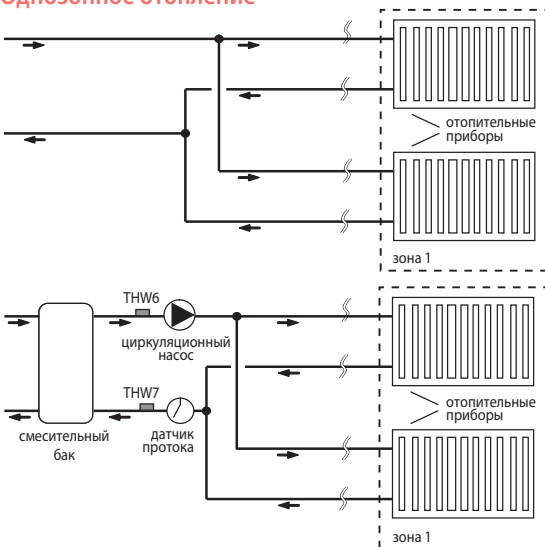 Однозонное отопление
отопительные
приборы
зона 1
THW6
циркуляционный
насос
THW7
смесительный
бак
датчик
протока
отопительные
приборы
зона 1